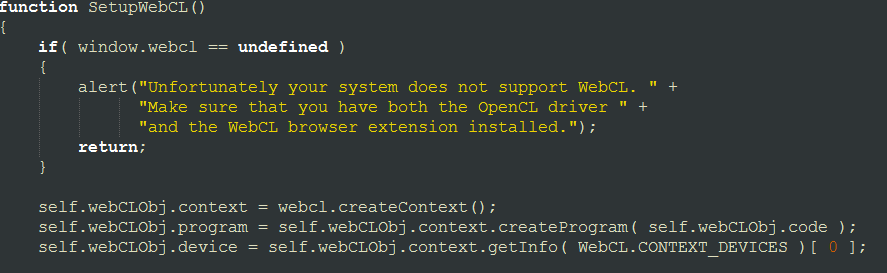 function SetupWebCL()
{
if( window.webcl == undefined )
{
alert("Unfortunately your system does not support WebCL. " +
"Make sure that you have both the OpenCL driver " +
"and the WebCL browser extension installed.");
return;
}
self.webCLObj.context = webcl.createContext();
self.webCLObj.program = self.webCLObj.context.createProgram( self.webCLObj.code );
self.webCLObj.device = self.webCLObj.context.getInfo( WebCL.CONTEXT_DEVICES )[ 0 ];